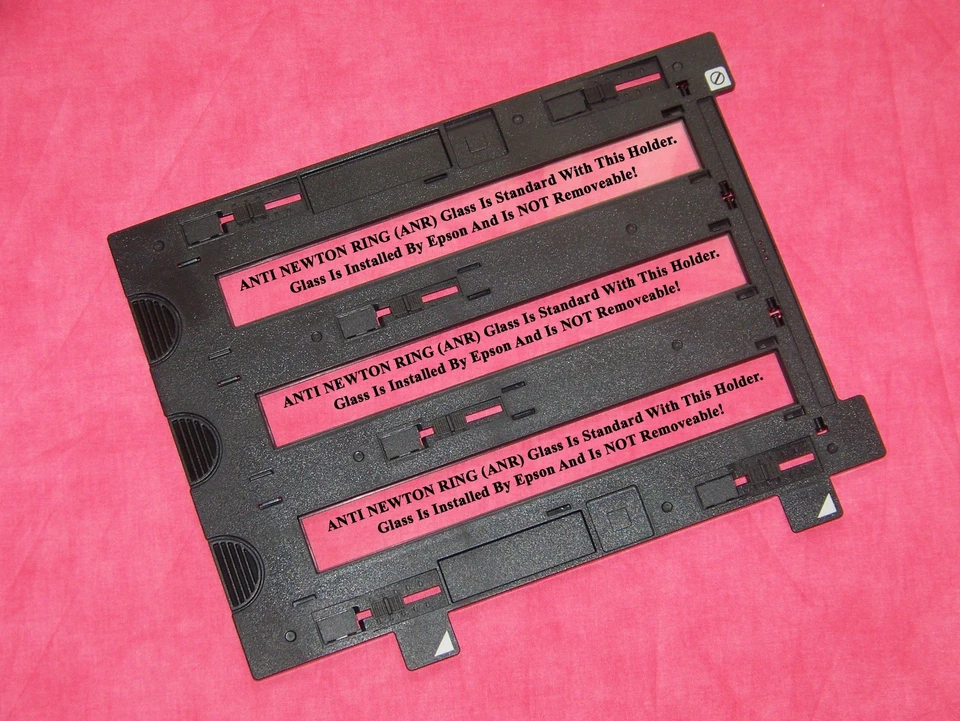 ANTI NEWTON RING (ANR) Glass Is Standard With This Holder.
Glass Is Installed By Epson And Is NOT Removeable!
ANTI NEWTON RING (ANR) Glass Is Standard With This Holder.
Glass Is Installed By Epson And Is NOT Removeable!
ANTI NEWTON RING (ANR) Glass Is Standard With This Holder.
Glass Is Installed By Epson And Is NOT Removeable!